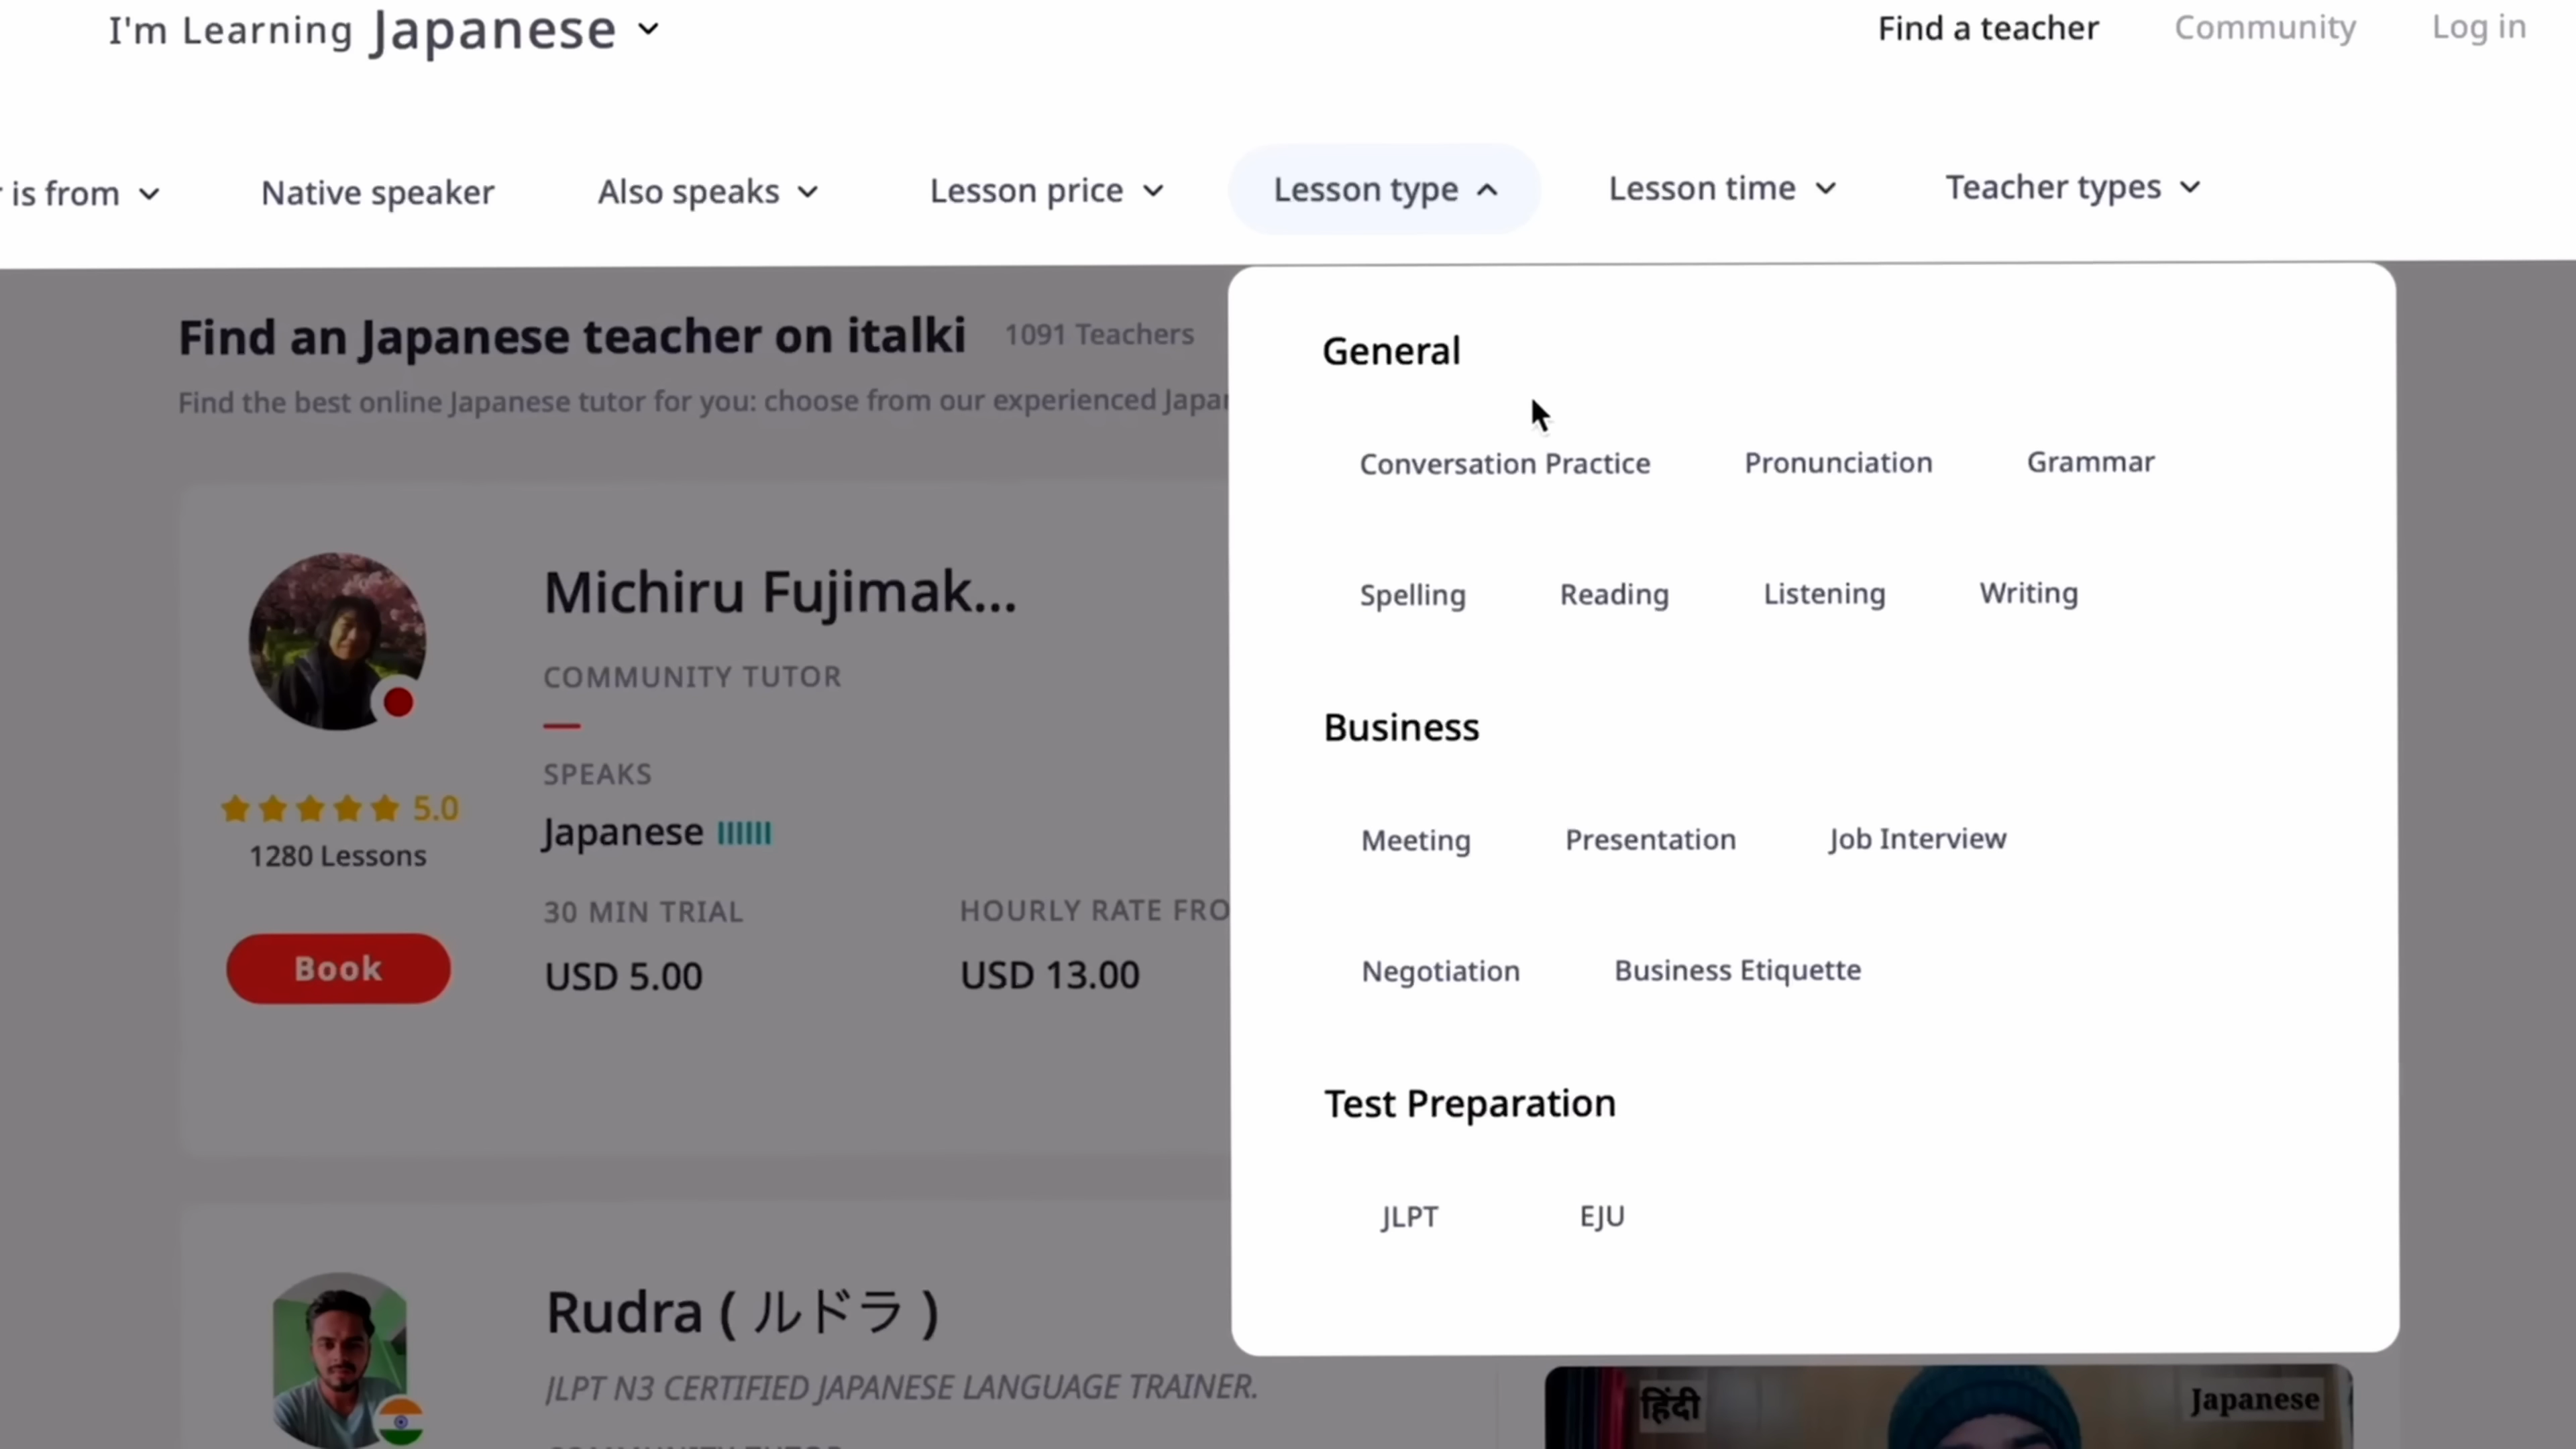 I'm Learning Japanese
Find a teacher Community Log in
is from Native speaker Also speaks Lesson price Lesson type Lesson time Teacher types
Find an Japanese teacher on italki 1091 Teachers
Find the best online Japanese tutor for you: choose from our experienced
General
Conversation Practice Pronunciation Grammar
Spelling Reading Listening Writing
Business
Meeting Presentation Job Interview
Negotiation Business Etiquette
Test Preparation
JLPT EJU
Michiru Fujimak...
COMMUNITY TUTOR
SPEAKS
Japanese
5.0
1280 Lessons
30 MIN TRIAL HOURLY RATE
USD 5.00 USD 13.00
Book
Rudra ( ルドラ )
JLPT N3 CERTIFIED JAPANESE LANGUAGE TRAINER.
हिंदी
Japanese